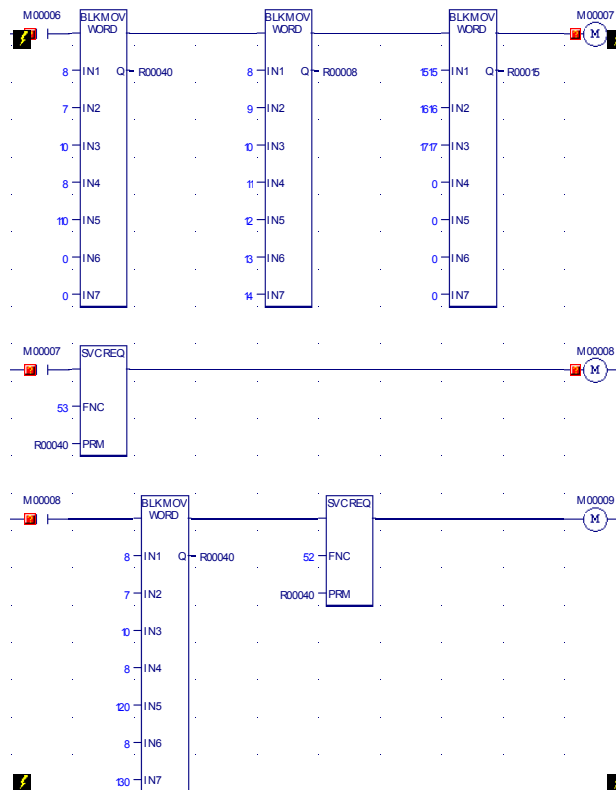 M00006 M00007
BLKMOV WORD BLKMOV WORD BLKMOV WORD M
8 IN1 Q R00040 8 IN1 Q R00008 1515 IN1 Q R00015
7 IN2 9 IN2 1616 IN2
10 IN3 10 IN3 1717 IN3
8 IN4 11 IN4 0 IN4
110 IN5 12 IN5 0 IN5
0 IN6 13 IN6 0 IN6
0 IN7 14 IN7 0 IN7
M00007 SVCREQ M00008
M
53 FNC
R00040 PRM
M00008 BLKMOV WORD SVCREQ M00009
M
8 IN1 Q R00040 52 FNC
7 IN2 R00040 PRM
10 IN3
8 IN4
120 IN5
8 IN6
130 IN7